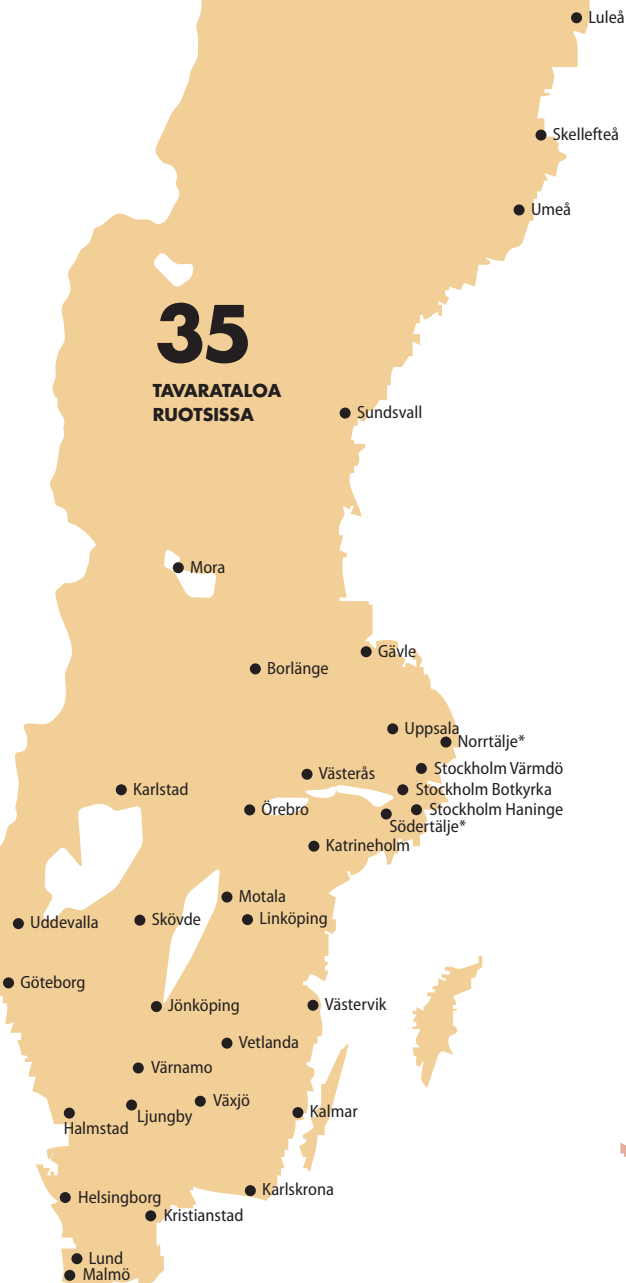 Luleå
Skellefteå
Umeå
35
TAVARATALOA
RUOTSISSA
Sundsvall
Mora
Gävle
Borlänge
Uppsala
Norrtälje*
Stockholm Värmdö
Västerås
Karlstad
Stockholm Botkyrka
Örebro
Stockholm Haninge
Södertälje*
Katrineholm
Motala
Uddevalla
Skövde
Linköping
Göteborg
Jönköping
Västervik
Vetlanda
Värnamo
Växjö
Ljungby
Kalmar
Halmstad
Karlskrona
Helsingborg
Kristianstad
Lund
Malmö